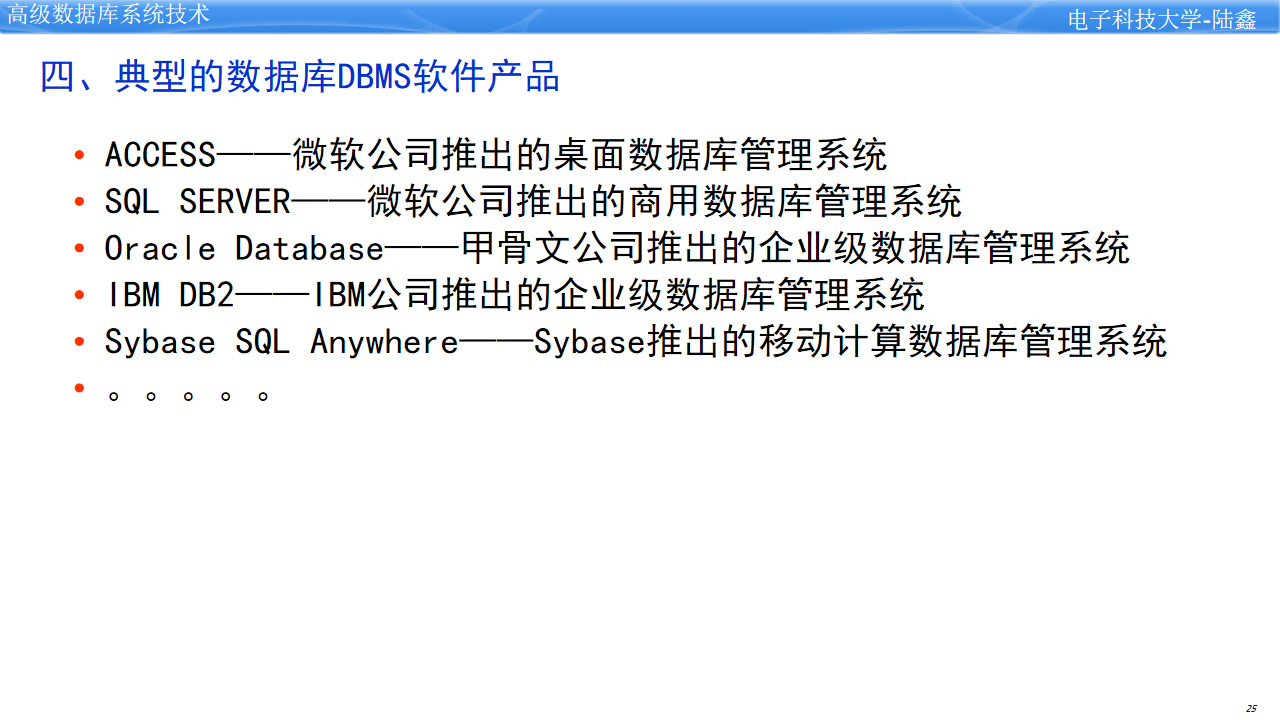 高级数据库系统技术
电子科技大学-陆鑫
四、典型的数据库DBMS软件产品
• ACCESS——微软公司推出的桌面数据库管理系统
• SQL SERVER——微软公司推出的商用数据库管理系统
• Oracle Database——甲骨文公司推出的企业级数据库管理系统
• IBM DB2——IBM公司推出的企业级数据库管理系统
• Sybase SQL Anywhere——Sybase推出的移动计算数据库管理系统
• 。。。。。
25